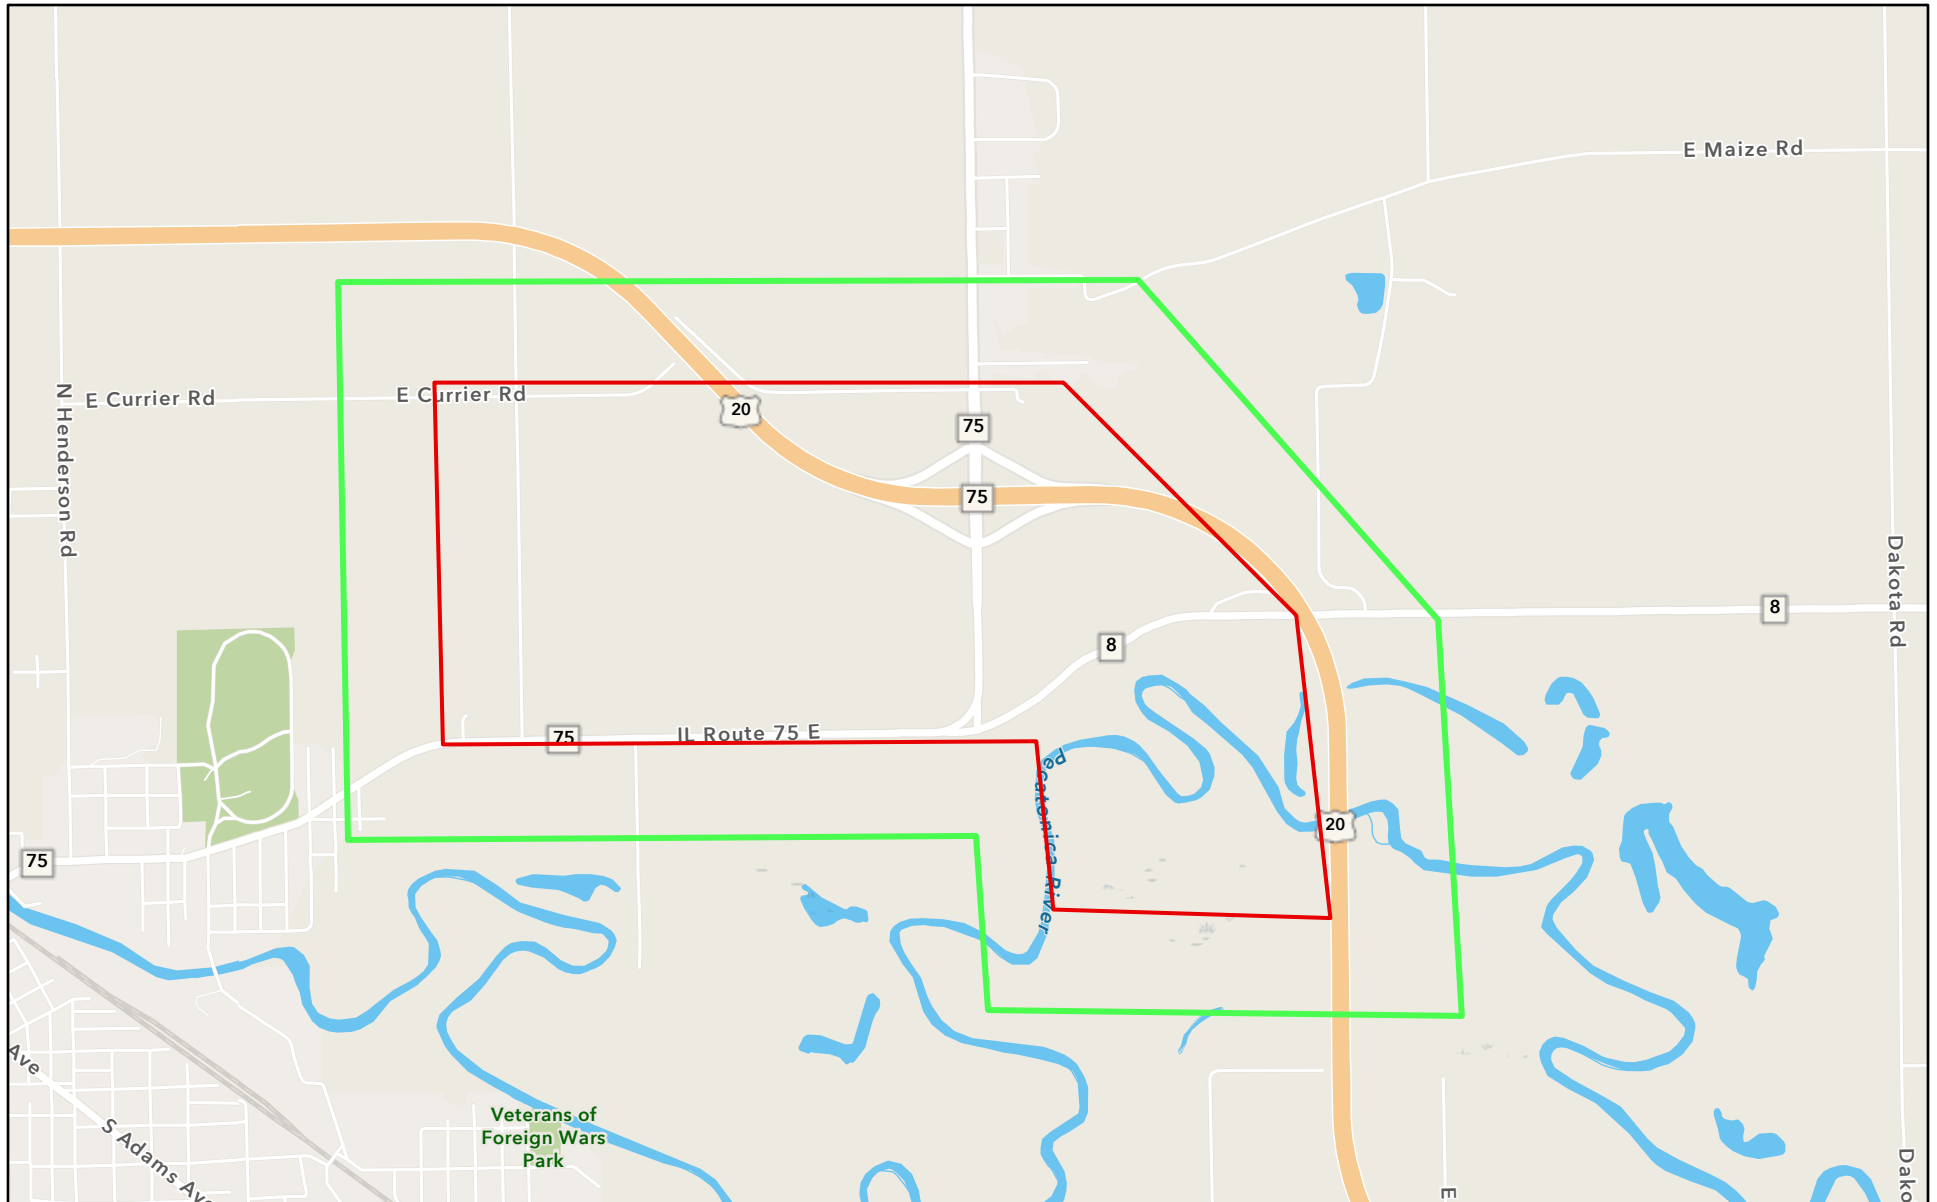 E Maize Rd
N Henderson Rd
E Currier Rd
E Currier Rd
20
75
75
Dakota Rd
8
8
75
IL Route 75 E
Pecatonica River
20
75
Ave
S Adams Ave
Veterans of
Foreign Wars
Park
E
Dako